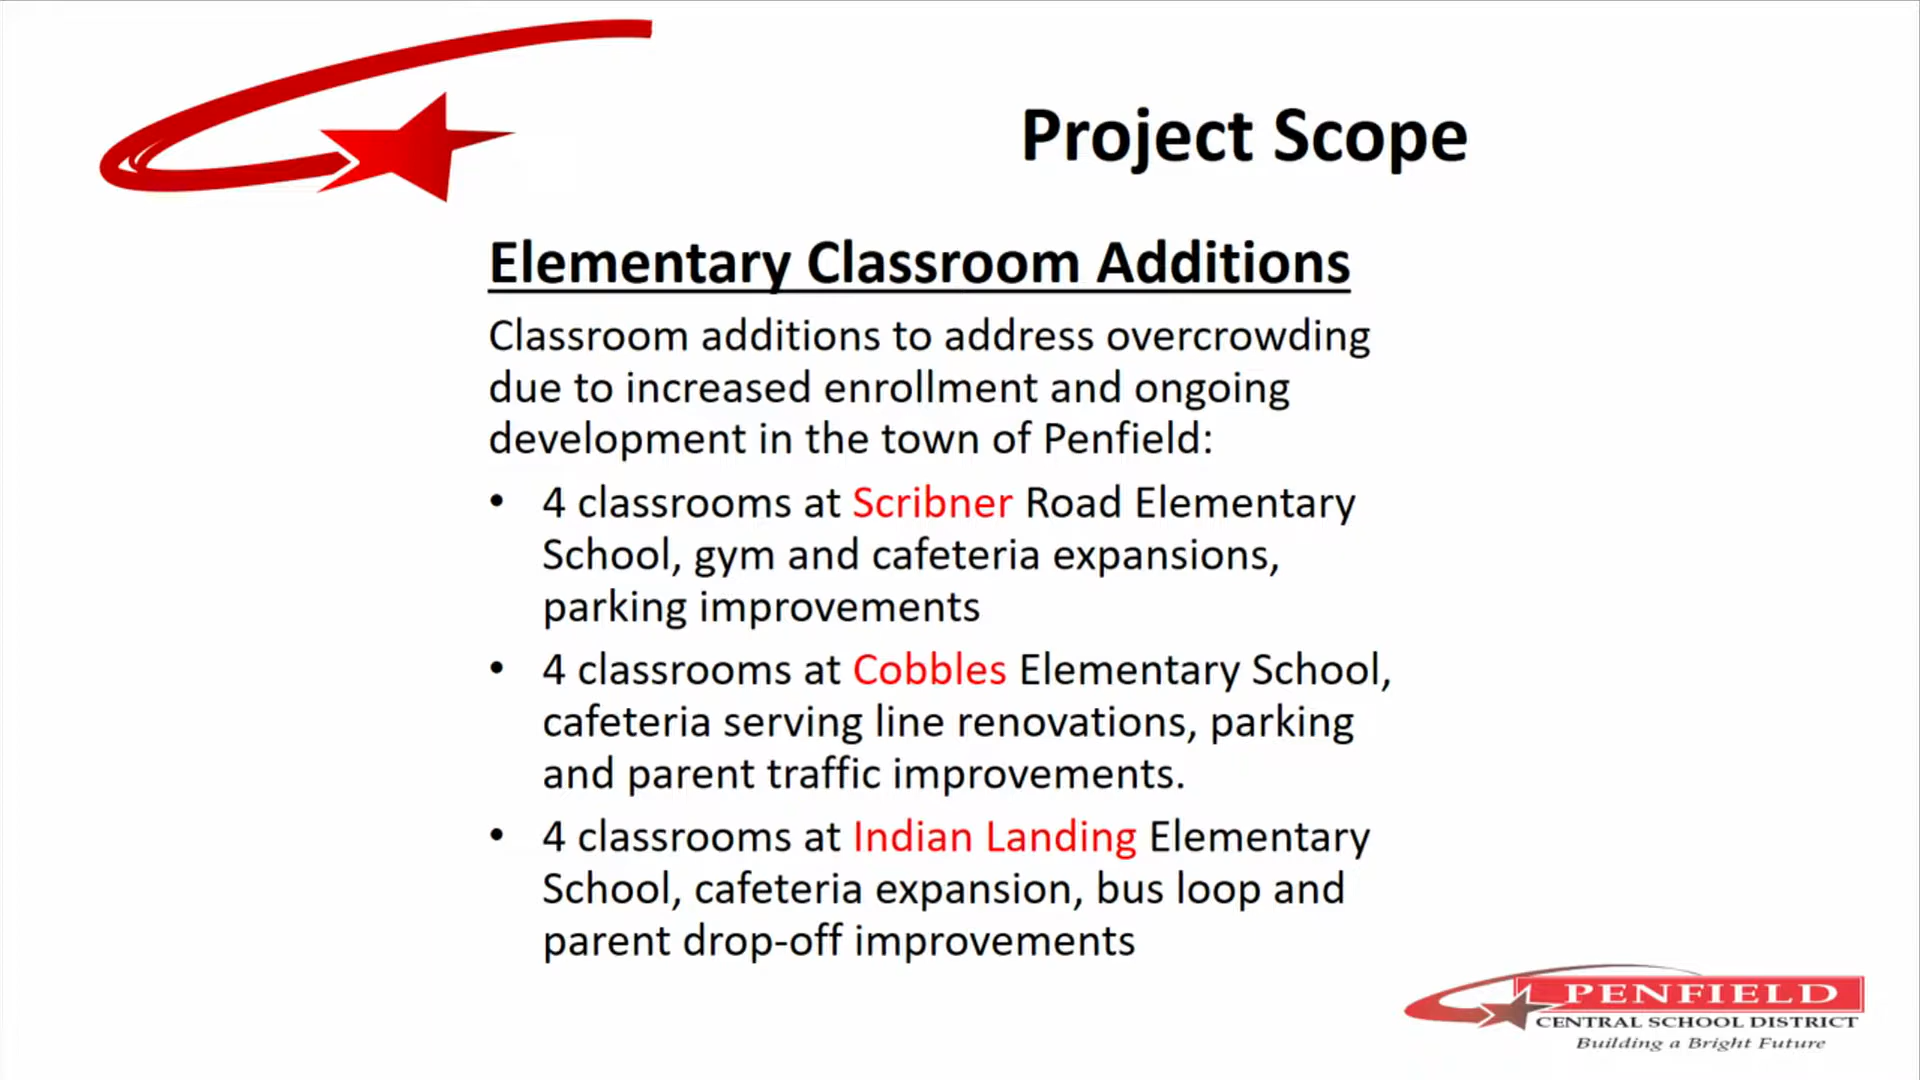 Project Scope
Elementary Classroom Additions
Classroom additions to address overcrowding
due to increased enrollment and ongoing
development in the town of Penfield:
• 4 classrooms at Scribner Road Elementary
School, gym and cafeteria expansions,
parking improvements
• 4 classrooms at Cobbles Elementary School,
cafeteria serving line renovations, parking
and parent traffic improvements.
• 4 classrooms at Indian Landing Elementary
School, cafeteria expansion, bus loop and
parent drop-off improvements
PENFIELD
CENTRAL SCHOOL DISTRICT
Building a Bright Future